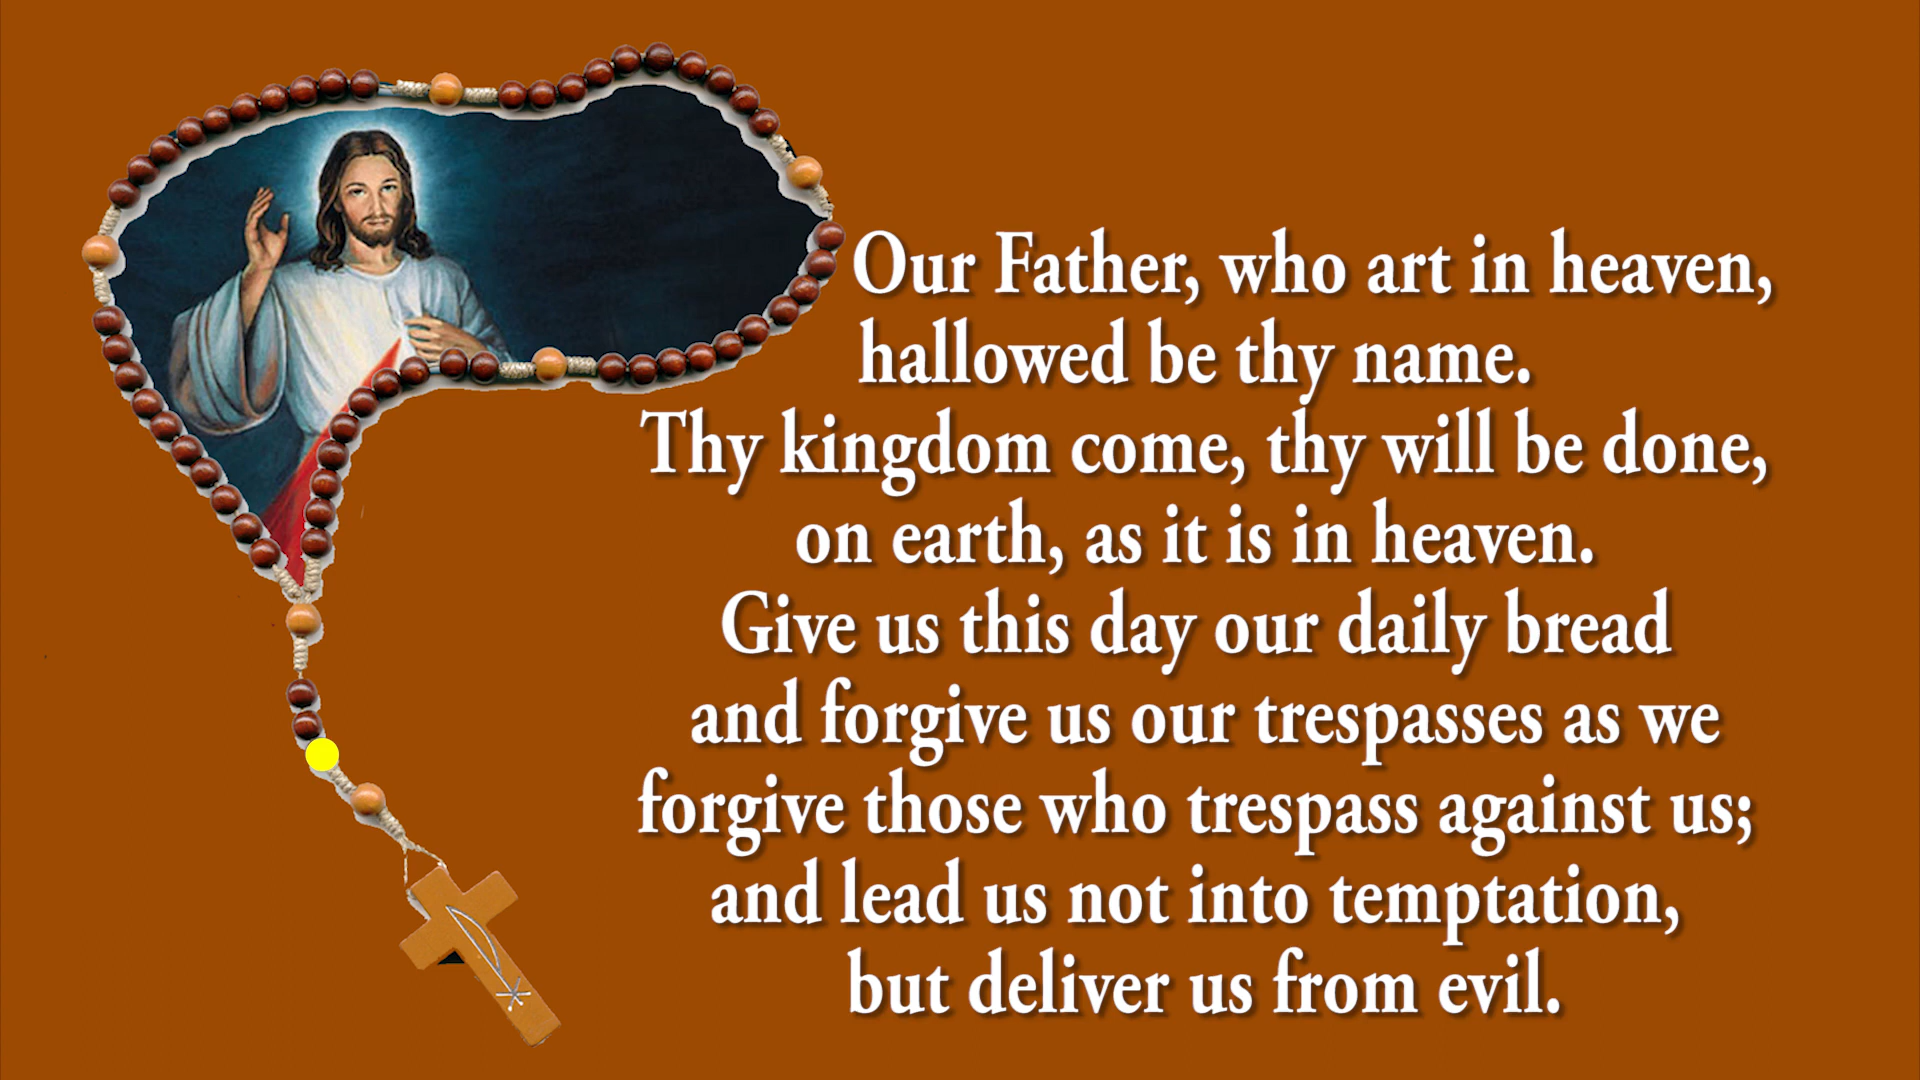 Our Father, who art in heaven,
hallowed be thy name.
Thy kingdom come, thy will be done,
on earth, as it is in heaven.
Give us this day our daily bread
and forgive us our trespasses as we
forgive those who trespass against us;
and lead us not into temptation,
but deliver us from evil.